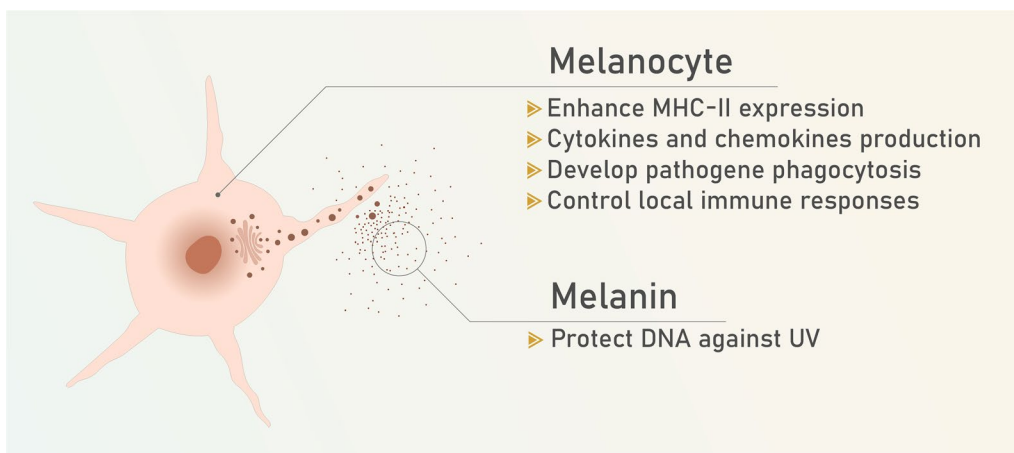 Melanocyte
Enhance MHC-II expression
Cytokines and chemokines production
Develop pathogene phagocytosis
Control local immune responses
Melanin
Protect DNA against UV